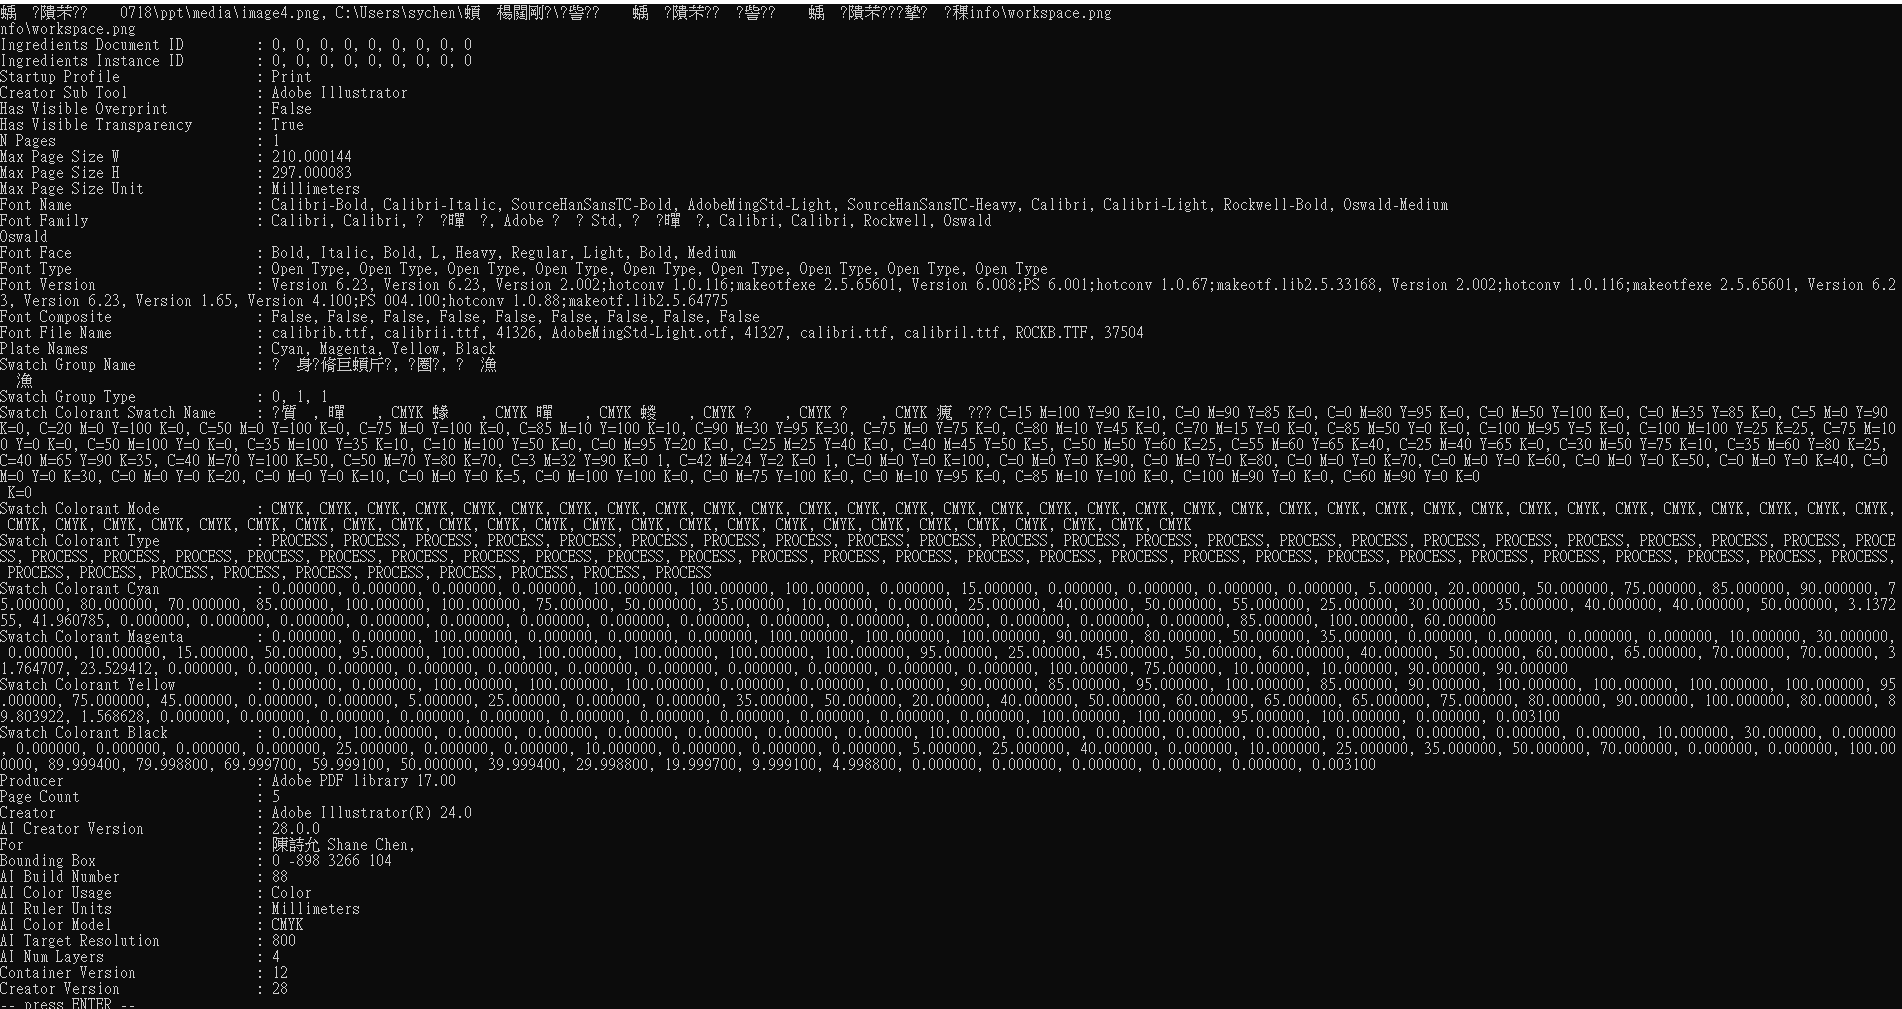 蝺  ?隤芣??    0718\ppt\media\image4.png, C:\Users\sychen\蝢  楊閮剛?\?訾??    蝺  ?隤芣??  ?訾??    蝺  ?隤芣???摯?  ?稞info\workspace.png
nfo\workspace.png
Ingredients Document ID         : 0, 0, 0, 0, 0, 0, 0, 0, 0
Ingredients Instance ID         : 0, 0, 0, 0, 0, 0, 0, 0, 0
Startup Profile                 : Print
Creator Sub Tool                : Adobe Illustrator
Has Visible Overprint           : False
Has Visible Transparency        : True
N Pages                         : 1
Max Page Size W                 : 210.000144
Max Page Size H                 : 297.000083
Max Page Size Unit              : Millimeters
Font Name                       : Calibri-Bold, Calibri-Italic, SourceHanSansTC-Bold, AdobeMingStd-Light, SourceHanSansTC-Heavy, Calibri, Calibri-Light, Rockwell-Bold, Oswald-Medium
Font Family                     : Calibri, Calibri, ?  ?暺  ?, Adobe ?  ? Std, ?  ?暺  ?, Calibri, Calibri, Rockwell, Oswald
Oswald
Font Face                       : Bold, Italic, Bold, L, Heavy, Regular, Light, Bold, Medium
Font Type                       : Open Type, Open Type, Open Type, Open Type, Open Type, Open Type, Open Type, Open Type, Open Type
Font Version                    : Version 6.23, Version 6.23, Version 2.002;hotconv 1.0.116;makeotfexe 2.5.65601, Version 6.008;PS 6.001;hotconv 1.0.67;makeotf.lib2.5.33168, Version 2.002;hotconv 1.0.116;makeotfexe 2.5.65601, Version 6.2
3, Version 6.23, Version 1.65, Version 4.100;PS 004.100;hotconv 1.0.88;makeotf.lib2.5.64775
Font Composite                  : False, False, False, False, False, False, False, False, False
Font File Name                  : calibrib.ttf, calibrii.ttf, 41326, AdobeMingStd-Light.otf, 41327, calibri.ttf, calibril.ttf, ROCKB.TTF, 37504
Plate Names                     : Cyan, Magenta, Yellow, Black
Swatch Group Name               : ?  身?脩巨蝢斤?, ?圈?, ?  漁
漁
Swatch Group Type               : 0, 1, 1
Swatch Colorant Swatch Name     : ?質  , 暺    , CMYK 蝝    , CMYK 暺    , CMYK 蝬    , CMYK ?    , CMYK ?    , CMYK   ??? C=15 M=100 Y=90 K=10, C=0 M=90 Y=85 K=0, C=0 M=80 Y=95 K=0, C=0 M=50 Y=100 K=0, C=0 M=35 Y=85 K=0, C=5 M=0 Y=90
K=0, C=20 M=0 Y=100 K=0, C=50 M=0 Y=100 K=0, C=75 M=0 Y=100 K=0, C=85 M=10 Y=100 K=10, C=90 M=30 Y=95 K=30, C=75 M=0 Y=75 K=0, C=80 M=10 Y=45 K=0, C=70 M=15 Y=0 K=0, C=85 M=50 Y=0 K=0, C=100 M=95 Y=5 K=0, C=100 M=100 Y=25 K=25, C=75 M=10
0 Y=0 K=0, C=50 M=100 Y=0 K=0, C=35 M=100 Y=35 K=10, C=10 M=100 Y=50 K=0, C=0 M=95 Y=20 K=0, C=25 M=25 Y=40 K=0, C=40 M=45 Y=50 K=5, C=50 M=50 Y=60 K=25, C=55 M=60 Y=65 K=40, C=25 M=40 Y=65 K=0, C=30 M=50 Y=75 K=10, C=35 M=60 Y=80 K=25,
C=40 M=65 Y=90 K=35, C=40 M=70 Y=100 K=50, C=50 M=70 Y=80 K=70, C=3 M=32 Y=90 K=0 1, C=42 M=24 Y=2 K=0 1, C=0 M=0 Y=0 K=100, C=0 M=0 Y=0 K=90, C=0 M=0 Y=0 K=80, C=0 M=0 Y=0 K=70, C=0 M=0 Y=0 K=60, C=0 M=0 Y=0 K=50, C=0 M=0 Y=0 K=40, C=0
M=0 Y=0 K=30, C=0 M=0 Y=0 K=20, C=0 M=0 Y=0 K=10, C=0 M=0 Y=0 K=5, C=0 M=100 Y=100 K=0, C=0 M=75 Y=100 K=0, C=0 M=10 Y=95 K=0, C=85 M=10 Y=100 K=0, C=100 M=90 Y=0 K=0, C=60 M=90 Y=0 K=0
K=0
Swatch Colorant Mode            : CMYK, CMYK, CMYK, CMYK, CMYK, CMYK, CMYK, CMYK, CMYK, CMYK, CMYK, CMYK, CMYK, CMYK, CMYK, CMYK, CMYK, CMYK, CMYK, CMYK, CMYK, CMYK, CMYK, CMYK, CMYK, CMYK, CMYK, CMYK, CMYK, CMYK, CMYK, CMYK, CMYK, CMYK,
CMYK, CMYK, CMYK, CMYK, CMYK, CMYK, CMYK, CMYK, CMYK, CMYK, CMYK, CMYK, CMYK, CMYK, CMYK, CMYK, CMYK, CMYK, CMYK, CMYK, CMYK, CMYK, CMYK, CMYK, CMYK
Swatch Colorant Type            : PROCESS, PROCESS, PROCESS, PROCESS, PROCESS, PROCESS, PROCESS, PROCESS, PROCESS, PROCESS, PROCESS, PROCESS, PROCESS, PROCESS, PROCESS, PROCESS, PROCESS, PROCESS, PROCESS, PROCESS, PROCESS, PROCESS, PROCE
SS, PROCESS, PROCESS, PROCESS, PROCESS, PROCESS, PROCESS, PROCESS, PROCESS, PROCESS, PROCESS, PROCESS, PROCESS, PROCESS, PROCESS, PROCESS, PROCESS, PROCESS, PROCESS, PROCESS, PROCESS, PROCESS, PROCESS, PROCESS, PROCESS, PROCESS, PROCESS,
PROCESS, PROCESS, PROCESS, PROCESS, PROCESS, PROCESS, PROCESS, PROCESS, PROCESS, PROCESS
Swatch Colorant Cyan            : 0.000000, 0.000000, 0.000000, 0.000000, 100.000000, 100.000000, 100.000000, 0.000000, 15.000000, 0.000000, 0.000000, 0.000000, 0.000000, 5.000000, 20.000000, 50.000000, 75.000000, 85.000000, 90.000000, 7
5.000000, 80.000000, 70.000000, 85.000000, 100.000000, 100.000000, 75.000000, 50.000000, 35.000000, 10.000000, 0.000000, 25.000000, 40.000000, 50.000000, 55.000000, 25.000000, 30.000000, 35.000000, 40.000000, 40.000000, 50.000000, 3.1372
55, 41.960785, 0.000000, 0.000000, 0.000000, 0.000000, 0.000000, 0.000000, 0.000000, 0.000000, 0.000000, 0.000000, 0.000000, 0.000000, 0.000000, 0.000000, 85.000000, 100.000000, 60.000000
Swatch Colorant Magenta         : 0.000000, 0.000000, 100.000000, 0.000000, 0.000000, 0.000000, 100.000000, 100.000000, 100.000000, 90.000000, 80.000000, 50.000000, 35.000000, 0.000000, 0.000000, 0.000000, 0.000000, 10.000000, 30.000000,
0.000000, 10.000000, 15.000000, 50.000000, 95.000000, 100.000000, 100.000000, 100.000000, 100.000000, 100.000000, 95.000000, 25.000000, 45.000000, 50.000000, 60.000000, 40.000000, 50.000000, 60.000000, 65.000000, 70.000000, 70.000000, 3
1.764707, 23.529412, 0.000000, 0.000000, 0.000000, 0.000000, 0.000000, 0.000000, 0.000000, 0.000000, 0.000000, 0.000000, 0.000000, 100.000000, 75.000000, 10.000000, 10.000000, 90.000000, 90.000000
Swatch Colorant Yellow          : 0.000000, 0.000000, 100.000000, 100.000000, 100.000000, 0.000000, 0.000000, 0.000000, 90.000000, 85.000000, 95.000000, 100.000000, 85.000000, 90.000000, 100.000000, 100.000000, 100.000000, 100.000000, 95
.000000, 75.000000, 45.000000, 0.000000, 0.000000, 5.000000, 25.000000, 0.000000, 0.000000, 35.000000, 50.000000, 20.000000, 40.000000, 50.000000, 60.000000, 65.000000, 65.000000, 75.000000, 80.000000, 90.000000, 100.000000, 80.000000, 8
9.803922, 1.568628, 0.000000, 0.000000, 0.000000, 0.000000, 0.000000, 0.000000, 0.000000, 0.000000, 0.000000, 0.000000, 0.000000, 100.000000, 100.000000, 95.000000, 100.000000, 0.000000, 0.003100
Swatch Colorant Black           : 0.000000, 100.000000, 0.000000, 0.000000, 0.000000, 0.000000, 0.000000, 0.000000, 10.000000, 0.000000, 0.000000, 0.000000, 0.000000, 0.000000, 0.000000, 0.000000, 0.000000, 10.000000, 30.000000, 0.000000
, 0.000000, 0.000000, 0.000000, 0.000000, 25.000000, 0.000000, 0.000000, 10.000000, 0.000000, 0.000000, 0.000000, 5.000000, 25.000000, 40.000000, 0.000000, 10.000000, 25.000000, 35.000000, 50.000000, 70.000000, 0.000000, 0.000000, 100.00
0000, 89.999400, 79.998800, 69.999700, 59.999100, 50.000000, 39.999400, 29.998800, 19.999700, 9.999100, 4.998800, 0.000000, 0.000000, 0.000000, 0.000000, 0.000000, 0.003100
Producer                        : Adobe PDF library 17.00
Page Count                      : 5
Creator                         : Adobe Illustrator(R) 24.0
AI Creator Version              : 28.0.0
For                             : 陳詩允 Shane Chen,
Bounding Box                    : 0 -898 3266 104
AI Build Number                 : 88
AI Color Usage                  : Color
AI Ruler Units                  : Millimeters
AI Color Model                  : CMYK
AI Target Resolution            : 800
AI Num Layers                   : 4
Container Version               : 12
Creator Version                 : 28
-- press ENTER --